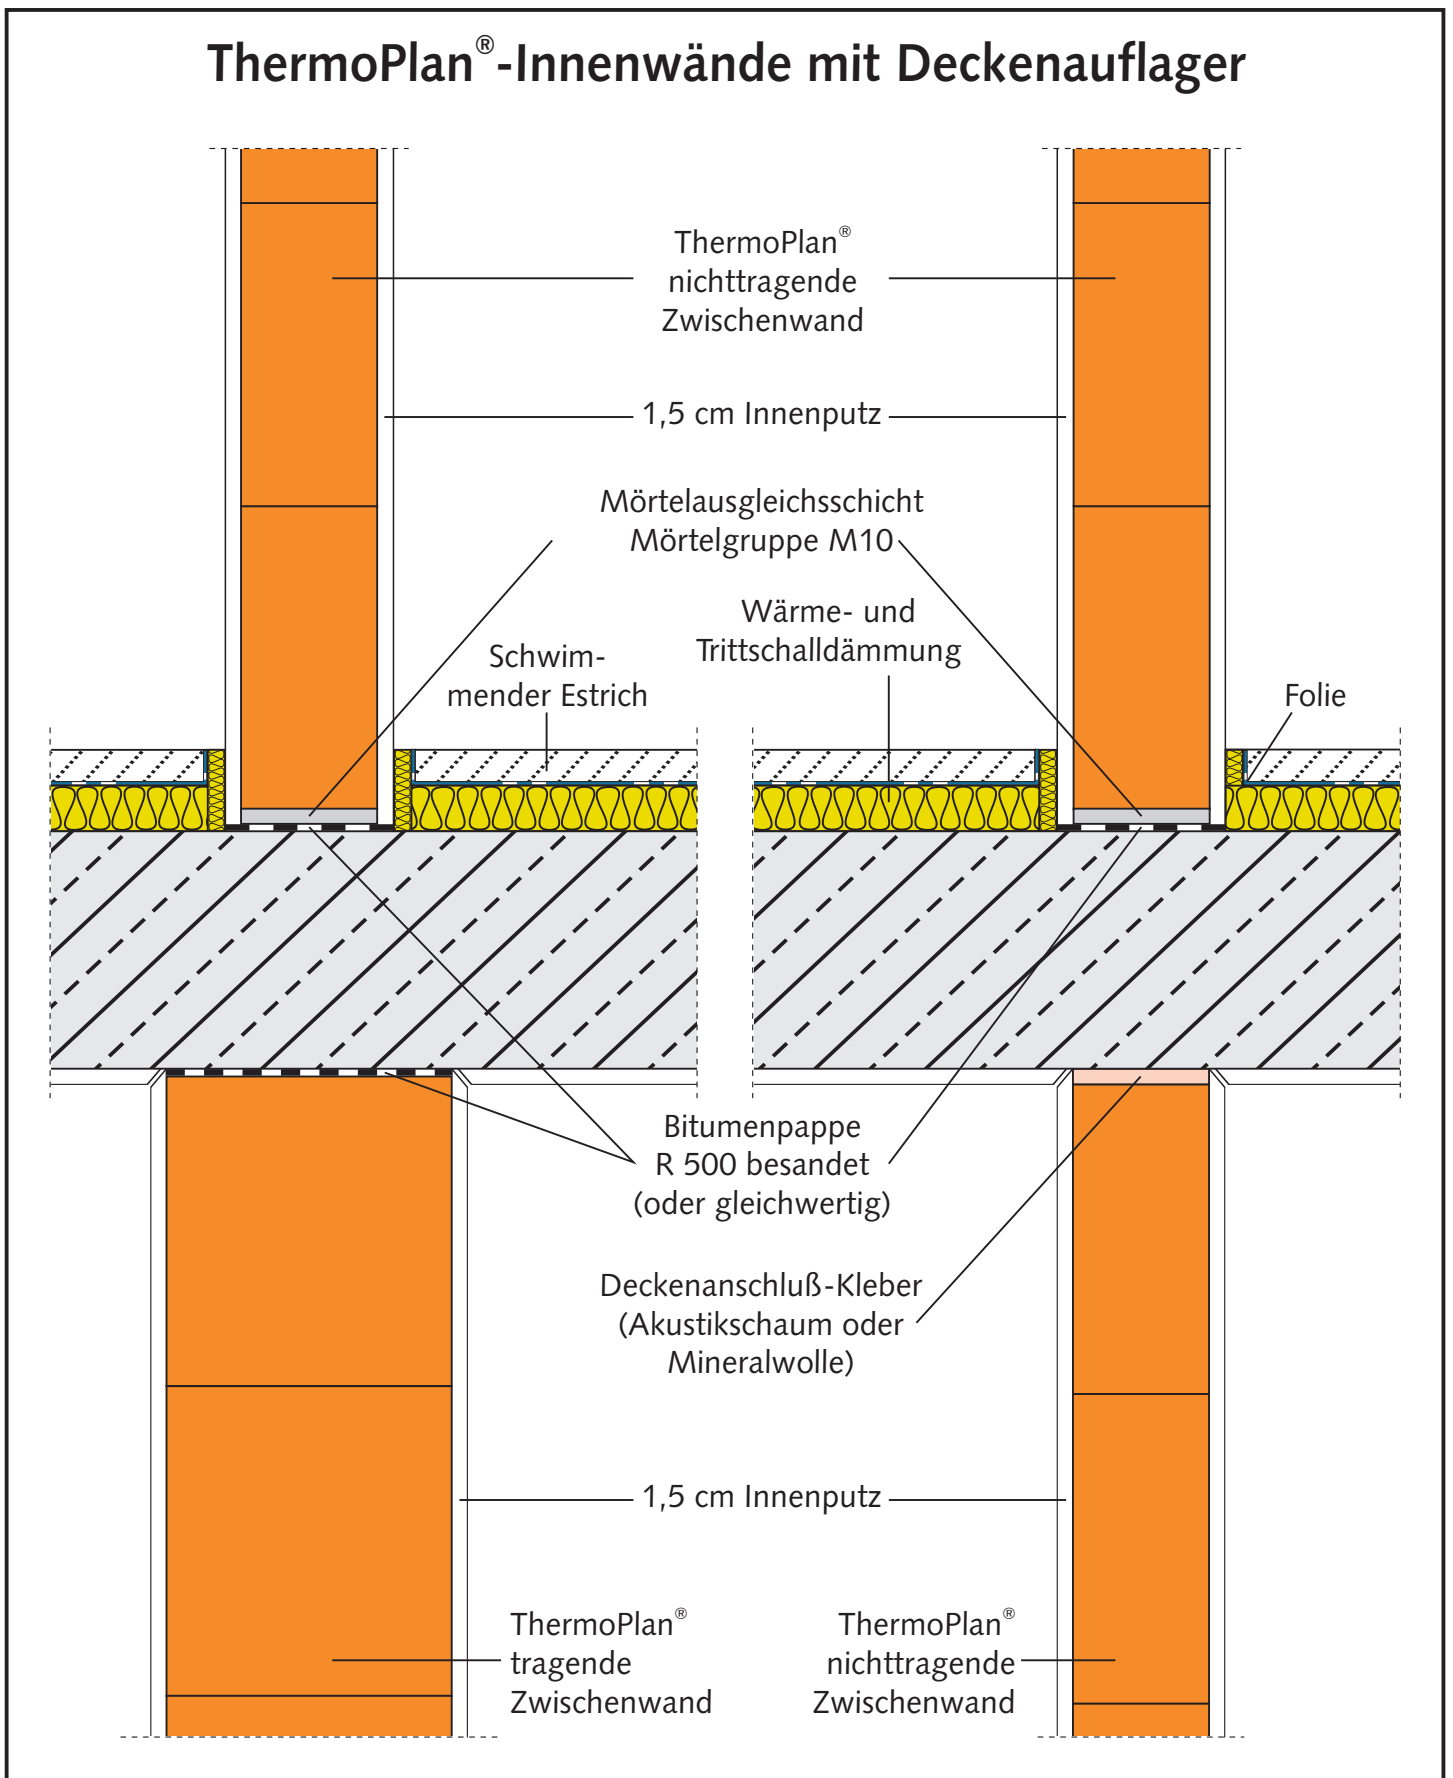 ThermoPlan®-Innenwände mit Deckenauflager
ThermoPlan®
nichttragende
Zwischenwand
1,5 cm Innenputz
Mörtelausgleichsschicht
Mörtelgruppe M10
Wärme- und
Trittschalldämmung
Schwim-
mender Estrich
Folie
Bitumenpappe
R 500 besandet
(oder gleichwertig)
Deckenanschluß-Kleber
(Akustikschaum oder
Mineralwolle)
1,5 cm Innenputz
ThermoPlan®
tragende
Zwischenwand
ThermoPlan®
nichttragende
Zwischenwand